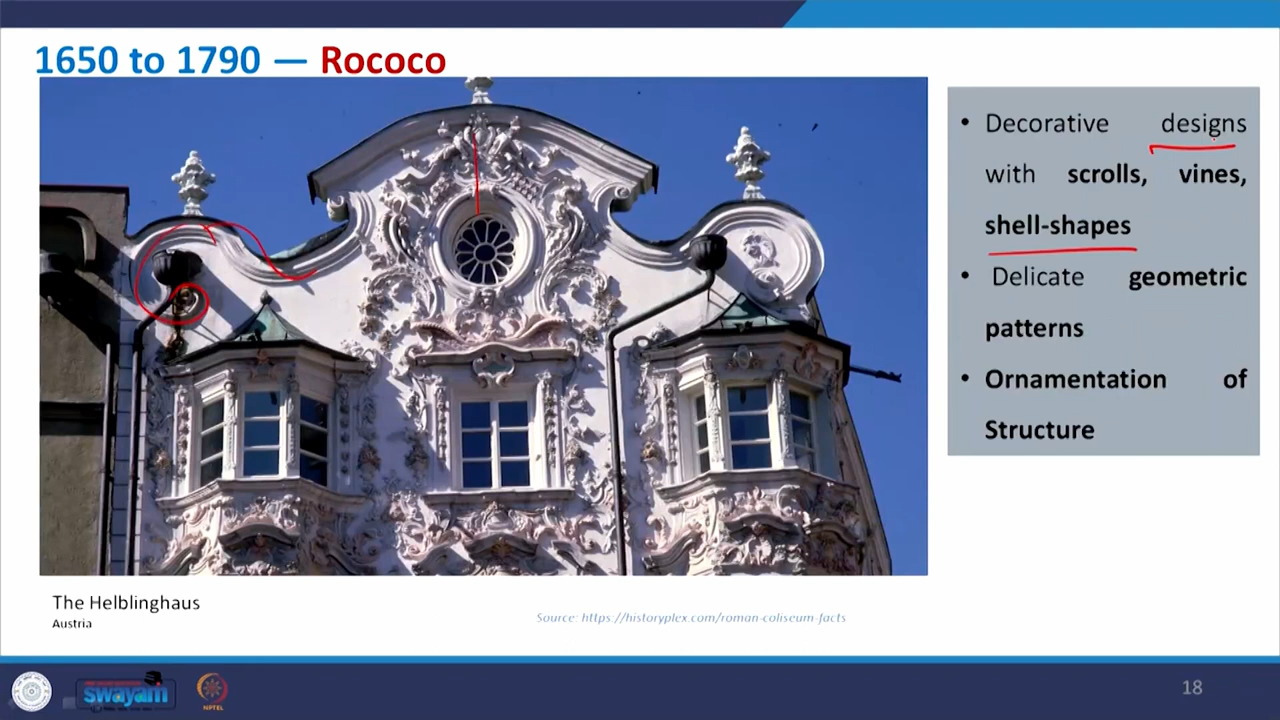 1650 to 1790 — Rococo
• Decorative designs
with scrolls, vines,
shell-shapes
• Delicate geometric
patterns
• Ornamentation of
Structure
The Helblinghaus
Austria
Source: https://historyplex.com/roman-coliseum-facts
swayam
NPTEL
18